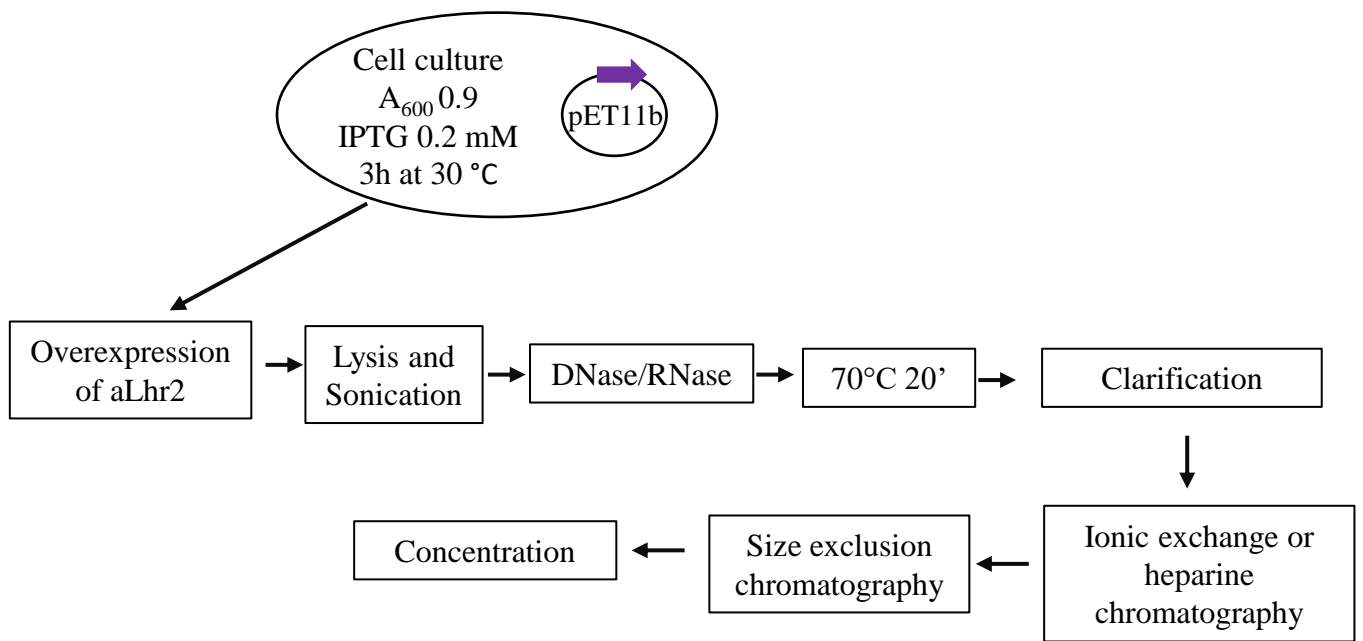 Cell culture
A₆₀₀ 0.9
IPTG 0.2 mM
3h at 30 °C
pET11b
Overexpression
of aLhr2
Lysis and
Sonication
DNase/RNase
70°C 20’
Clarification
Ionic exchange or
heparine
chromatography
Size exclusion
chromatography
Concentration